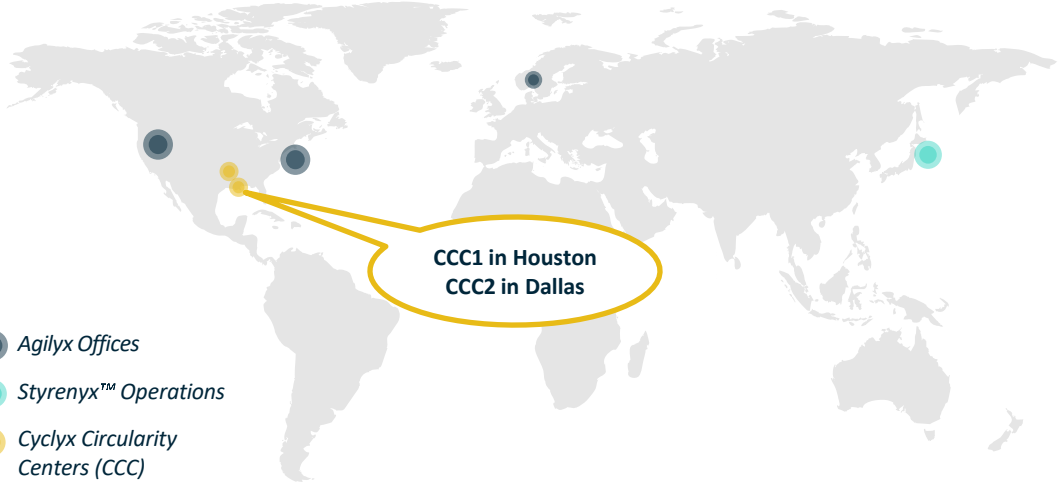 CCC1 in Houston
CCC2 in Dallas
Agilyx Offices
Styrenyx™ Operations
Cyclyx Circularity
Centers (CCC)